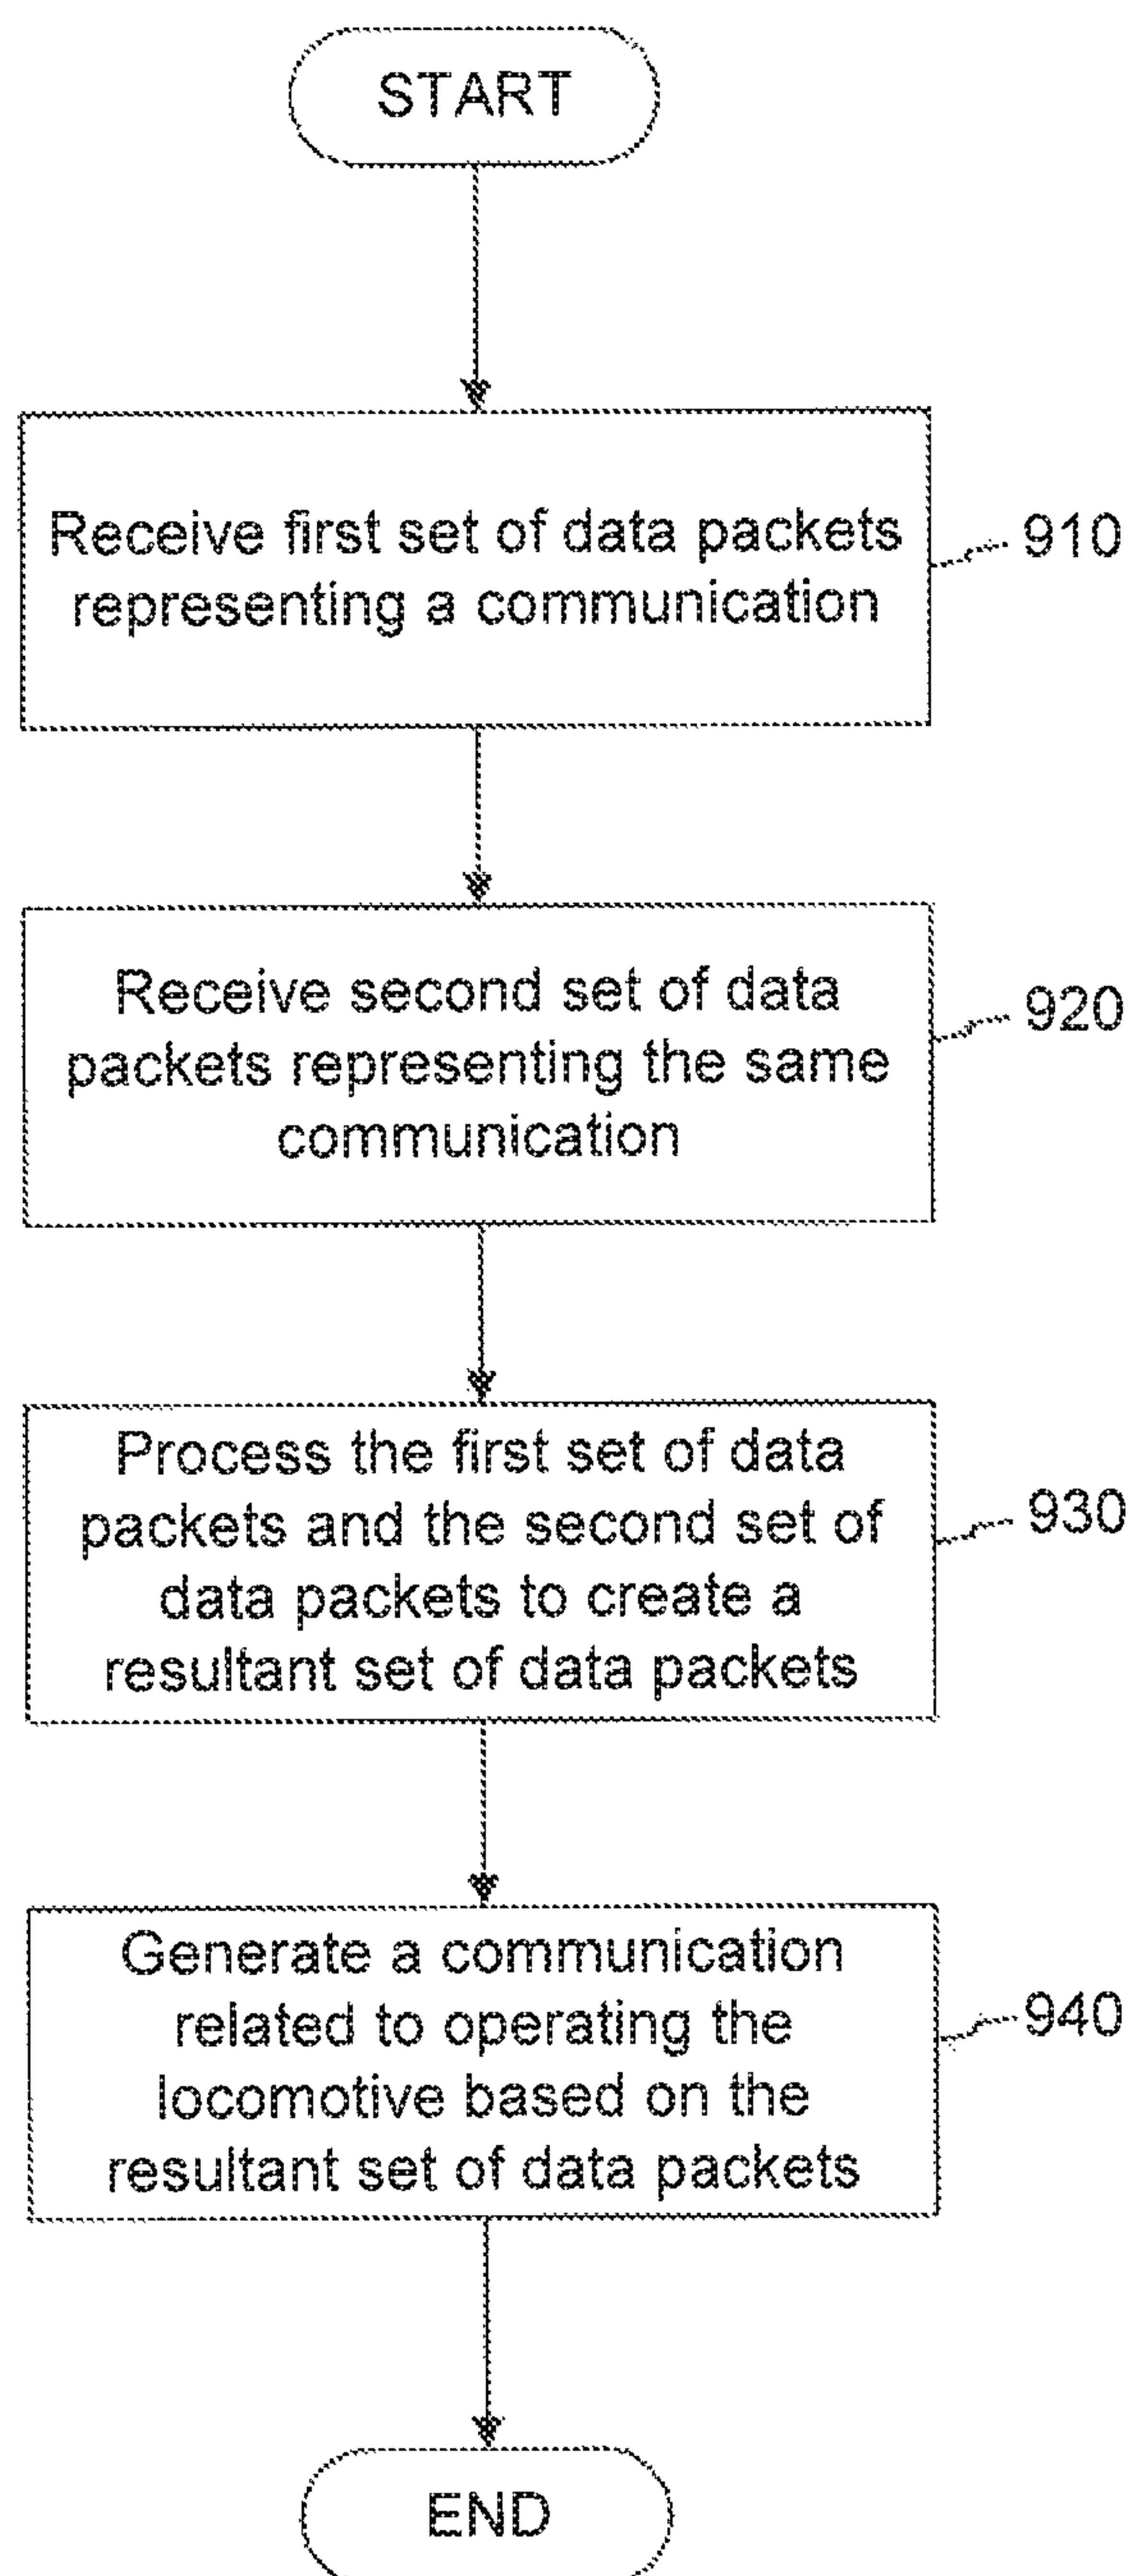 START
Receive first set of data packets
representing a communication
910
Receive second set of data
packets representing the same
communication
920
Process the first set of data
packets and the second set of
data packets to create a
resultant set of data packets
930
Generate a communication
related to operating the
locomotive based on the
resultant set of data packets
940
END